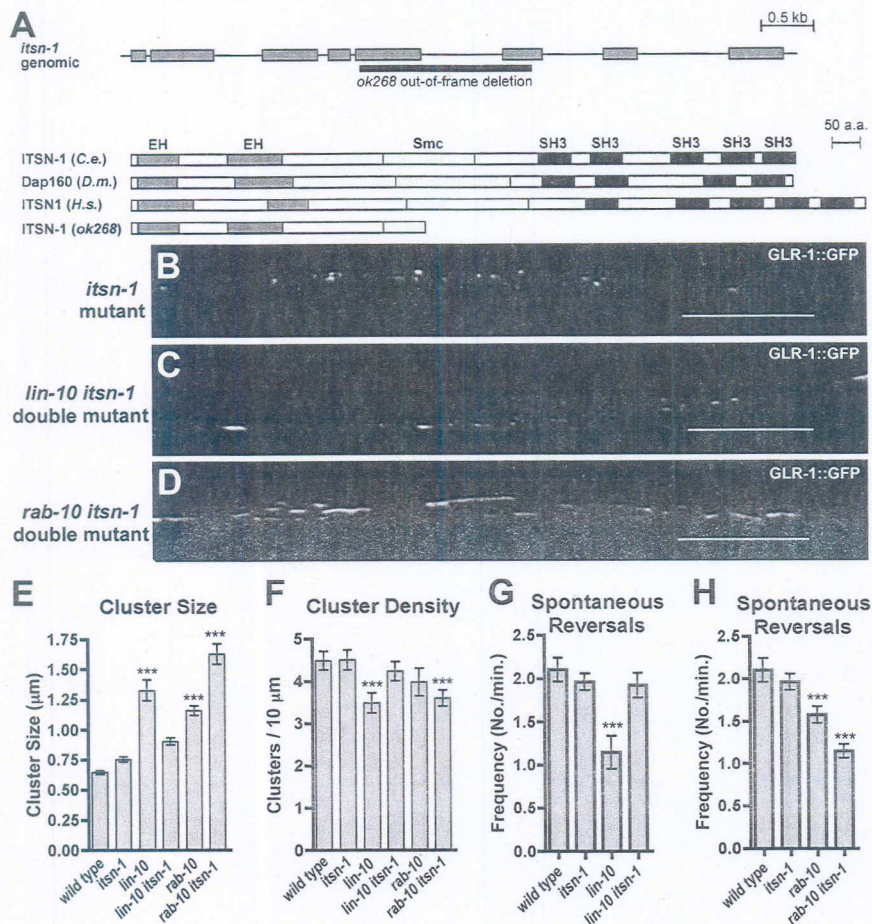 A
0.5 kb
itsn-1
genomic
ok268 out-of-frame deletion
50 a.a.
EH EH Smc SH3 SH3 SH3 SH3 SH3
ITSN-1 (C.e.)
Dap160 (D.m.)
ITSN1 (H.s.)
ITSN-1 (ok268)
B
GLR-1::GFP
itsn-1
mutant
C
GLR-1::GFP
lin-10 itsn-1
double mutant
D
GLR-1::GFP
rab-10 itsn-1
double mutant
E
Cluster Size
Cluster Size (μm)
1.75
1.50
1.25
1.00
0.75
0.50
0.25
0.00
***
***
***
wild type
itsn-1
lin-10
lin-10 itsn-1
rab-10
rab-10 itsn-1
F
Cluster Density
Clusters / 10 μm
5
4
3
2
1
0
***
***
wild type
itsn-1
lin-10
lin-10 itsn-1
rab-10
rab-10 itsn-1
G
Spontaneous
Reversals
Frequency (No./min.)
2.5
2.0
1.5
1.0
0.5
0.0
***
wild type
itsn-1
lin-10
lin-10 itsn-1
H
Spontaneous
Reversals
Frequency (No./min.)
2.5
2.0
1.5
1.0
0.5
0.0
***
***
wild type
itsn-1
rab-10
rab-10 itsn-1